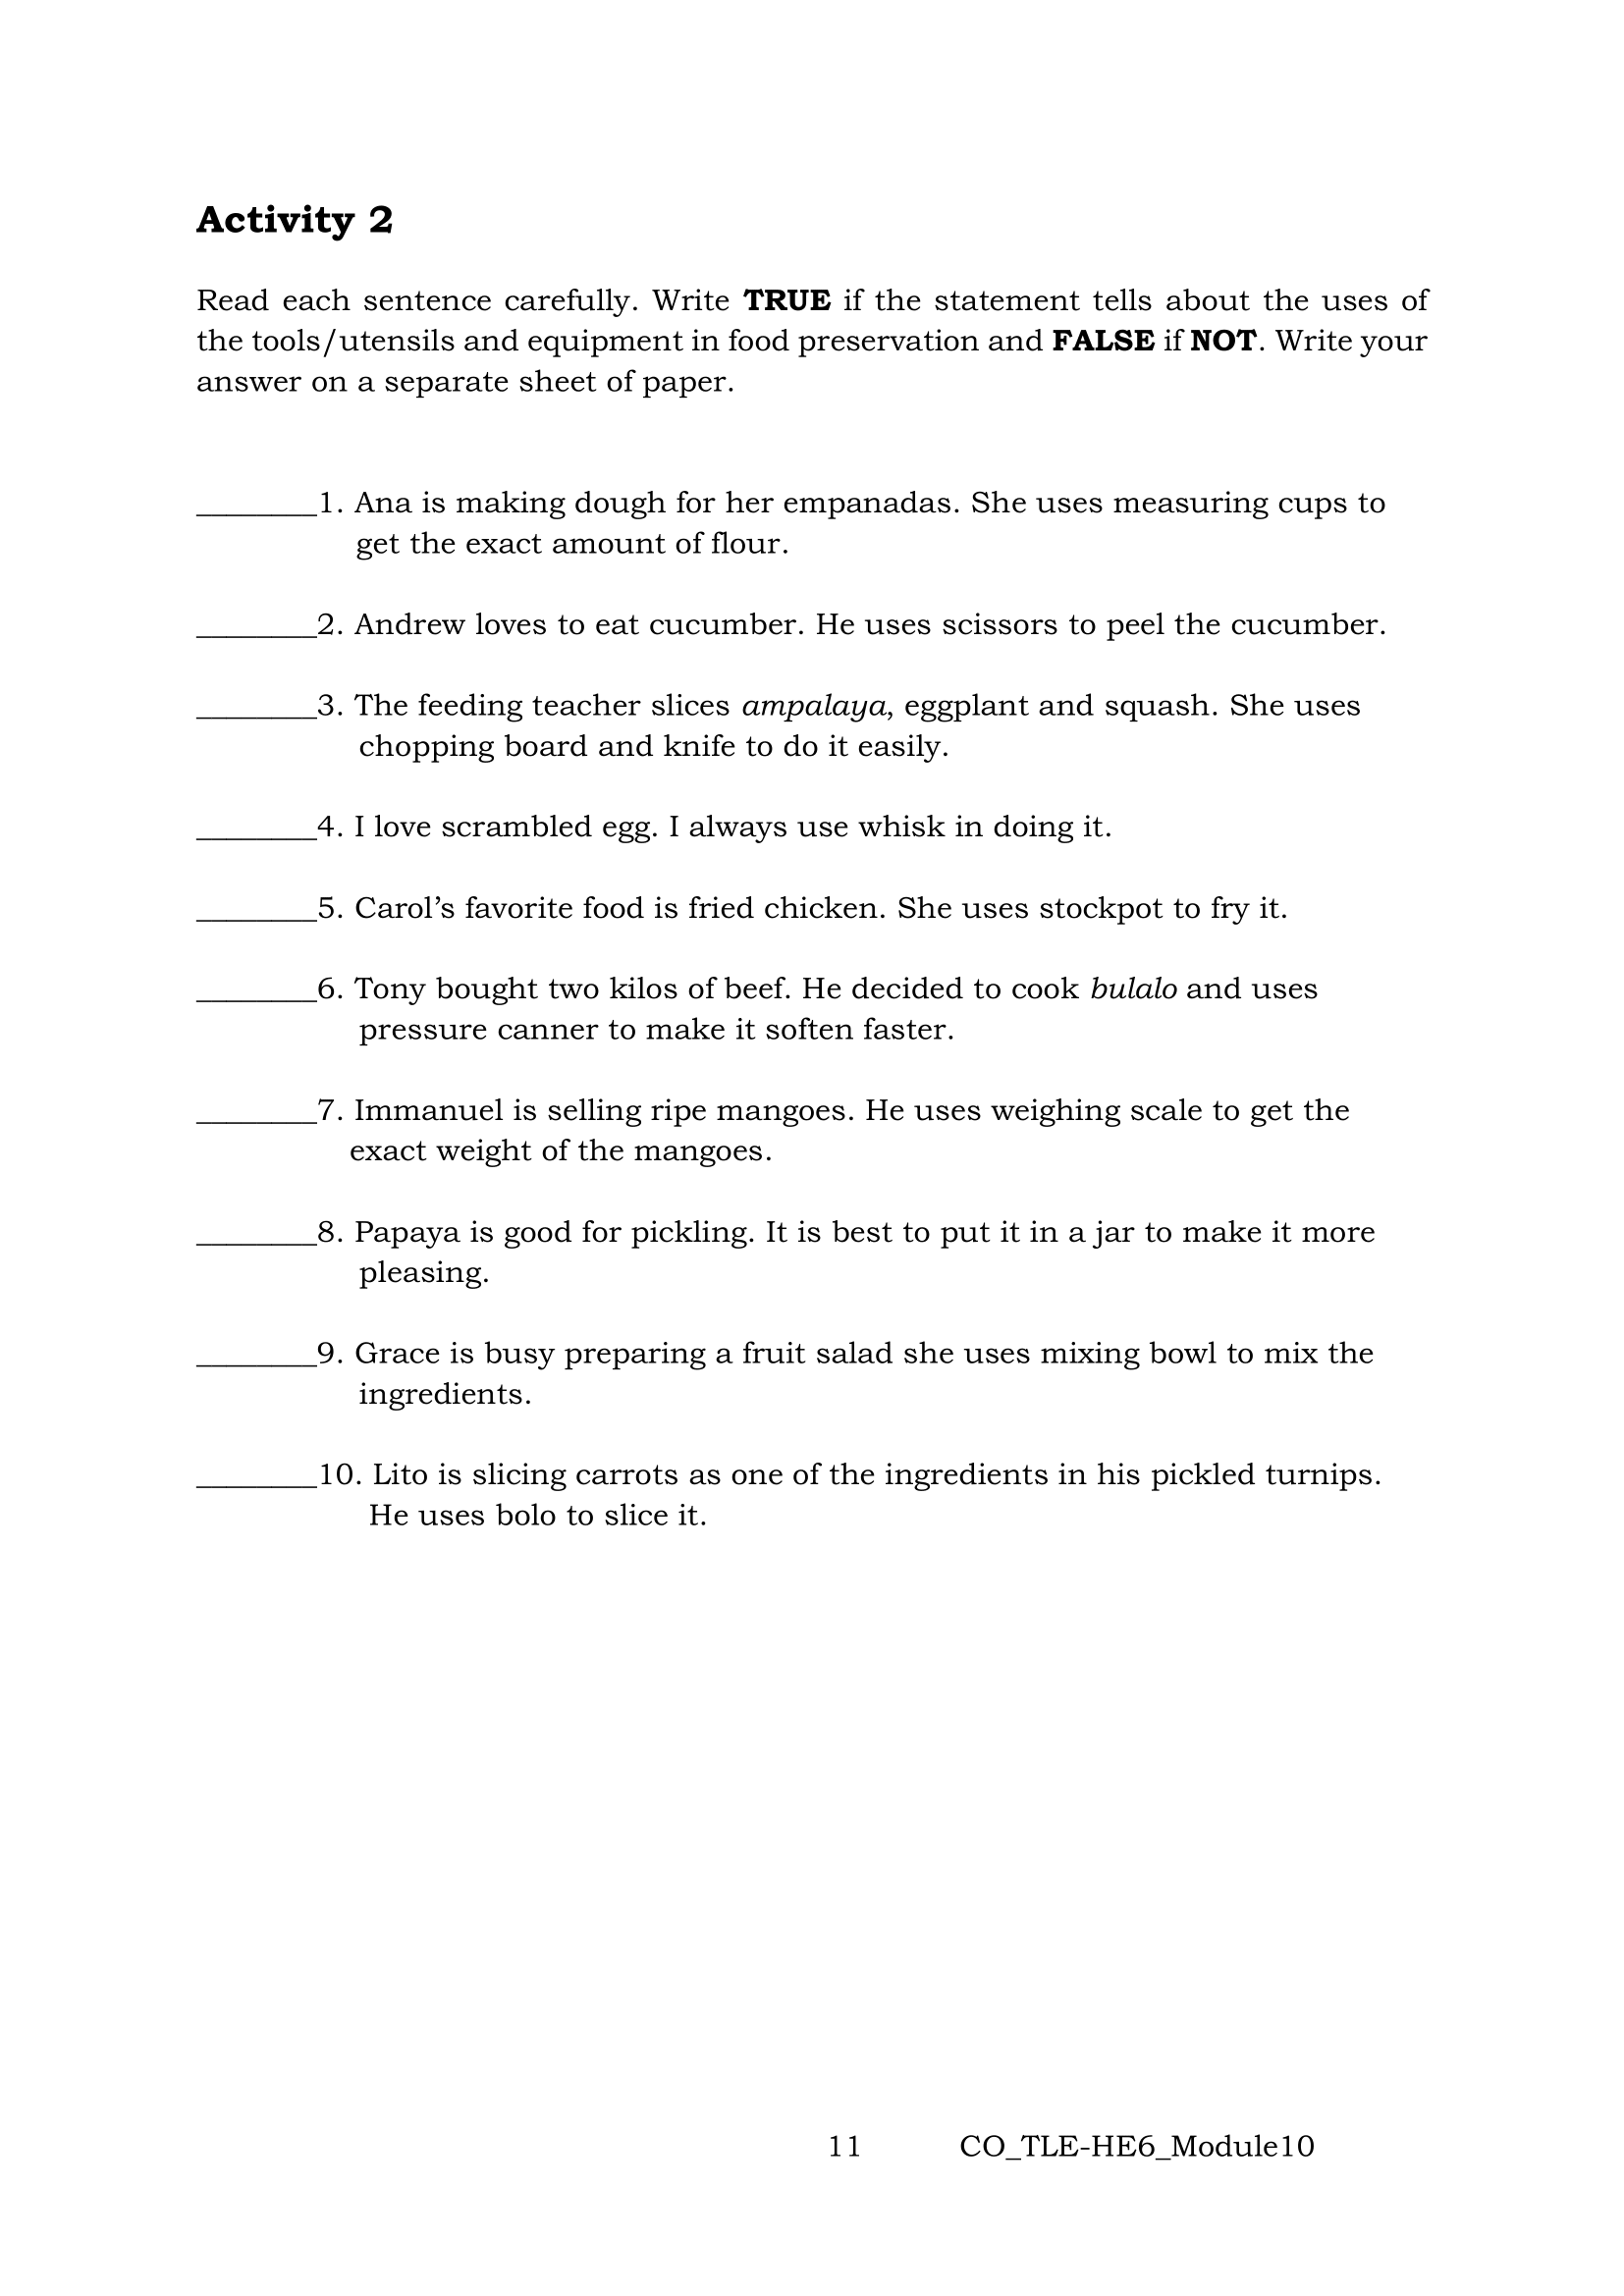 Activity 2
Read each sentence carefully. Write TRUE if the statement tells about the uses of
the tools/utensils and equipment in food preservation and FALSE if NOT. Write your
answer on a separate sheet of paper.
________1. Ana is making dough for her empanadas. She uses measuring cups to
get the exact amount of flour.
________2. Andrew loves to eat cucumber. He uses scissors to peel the cucumber.
________3. The feeding teacher slices ampalaya, eggplant and squash. She uses
chopping board and knife to do it easily.
________4. I love scrambled egg. I always use whisk in doing it.
________5. Carol’s favorite food is fried chicken. She uses stockpot to fry it.
________6. Tony bought two kilos of beef. He decided to cook bulalo and uses
pressure canner to make it soften faster.
________7. Immanuel is selling ripe mangoes. He uses weighing scale to get the
exact weight of the mangoes.
________8. Papaya is good for pickling. It is best to put it in a jar to make it more
pleasing.
________9. Grace is busy preparing a fruit salad she uses mixing bowl to mix the
ingredients.
________10. Lito is slicing carrots as one of the ingredients in his pickled turnips.
He uses bolo to slice it.
11 CO_TLE-HE6_Module10